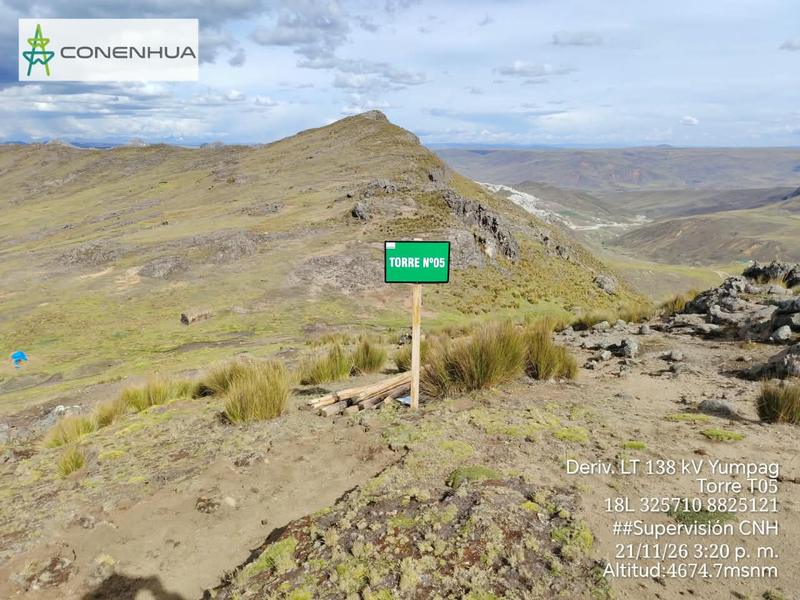 CONENHUA
TORRE Nº05
Deriv. LT 138 kV Yumpag
Torre T05
18L 325710 8825121
##Supervisión CNH
21/11/26 3:20 p. m.
Altitud:4674.7msnm